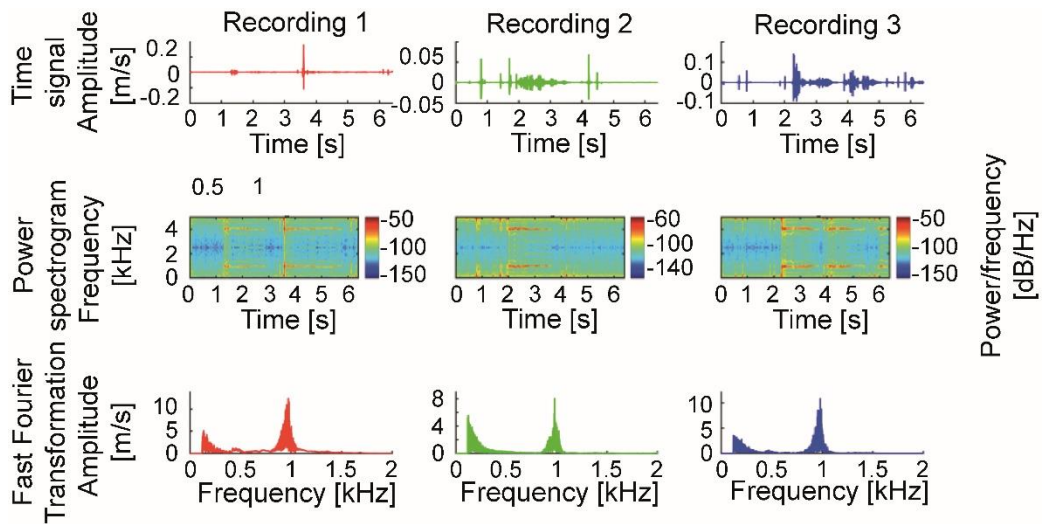 Recording 1 Recording 2 Recording 3
Time signal Amplitude [m/s]
0.2 0 -0.2
0.05 0 -0.05
0.1 0 -0.1
0 1 2 3 4 5 6
0 1 2 3 4 5 6
0 1 2 3 4 5 6
Time [s] Time [s] Time [s]
0.5 1
Power spectrogram Frequency [kHz]
4 2 0
-50 -100 -150
-60 -100 -140
-50 -100 -150
Power/frequency [dB/Hz]
0 1 2 3 4 5 6
0 1 2 3 4 5 6
0 1 2 3 4 5 6
Time [s] Time [s] Time [s]
Fast Fourier Transformation Amplitude [m/s]
10 5 0
8 4 0
10 5 0
0 0.5 1 1.5 2
0 0.5 1 1.5 2
0 0.5 1 1.5 2
Frequency [kHz] Frequency [kHz] Frequency [kHz]